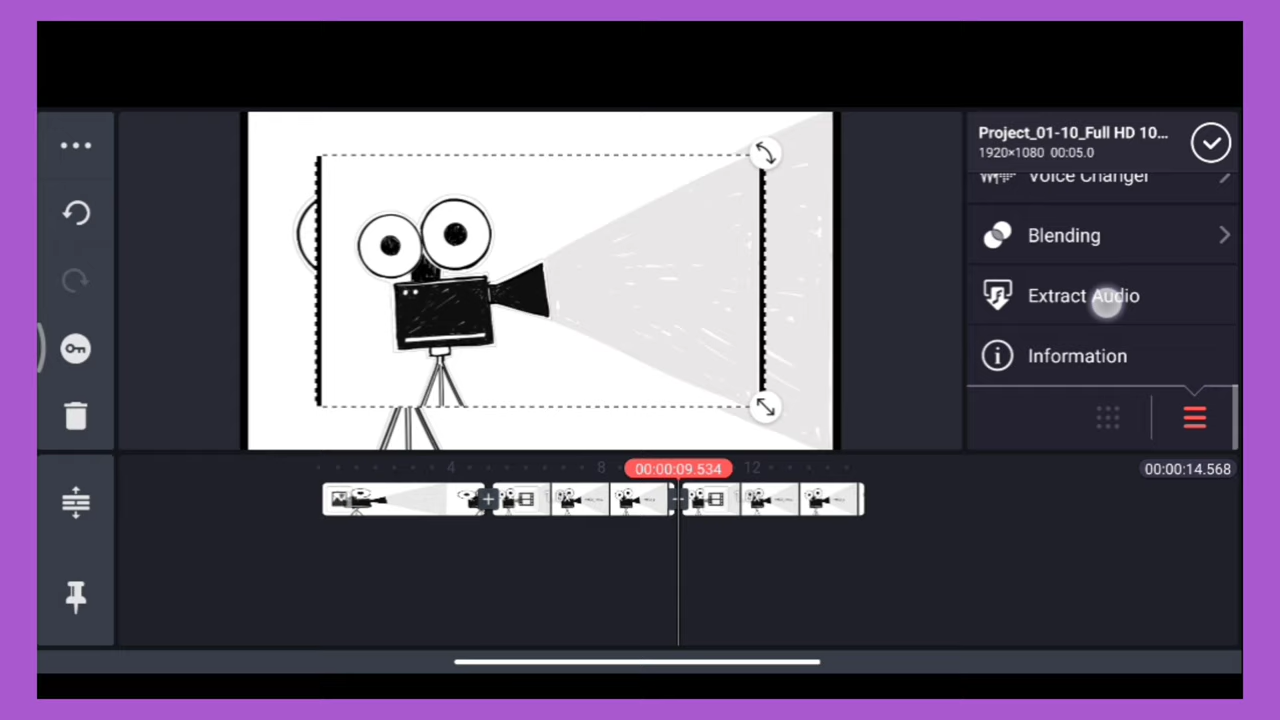 Project_01-10_Full HD 10...
1920×1080 00:05.0
Voice Changer
Blending
Extract Audio
Information
4
8
00:00:09.534
12
00:00:14.568